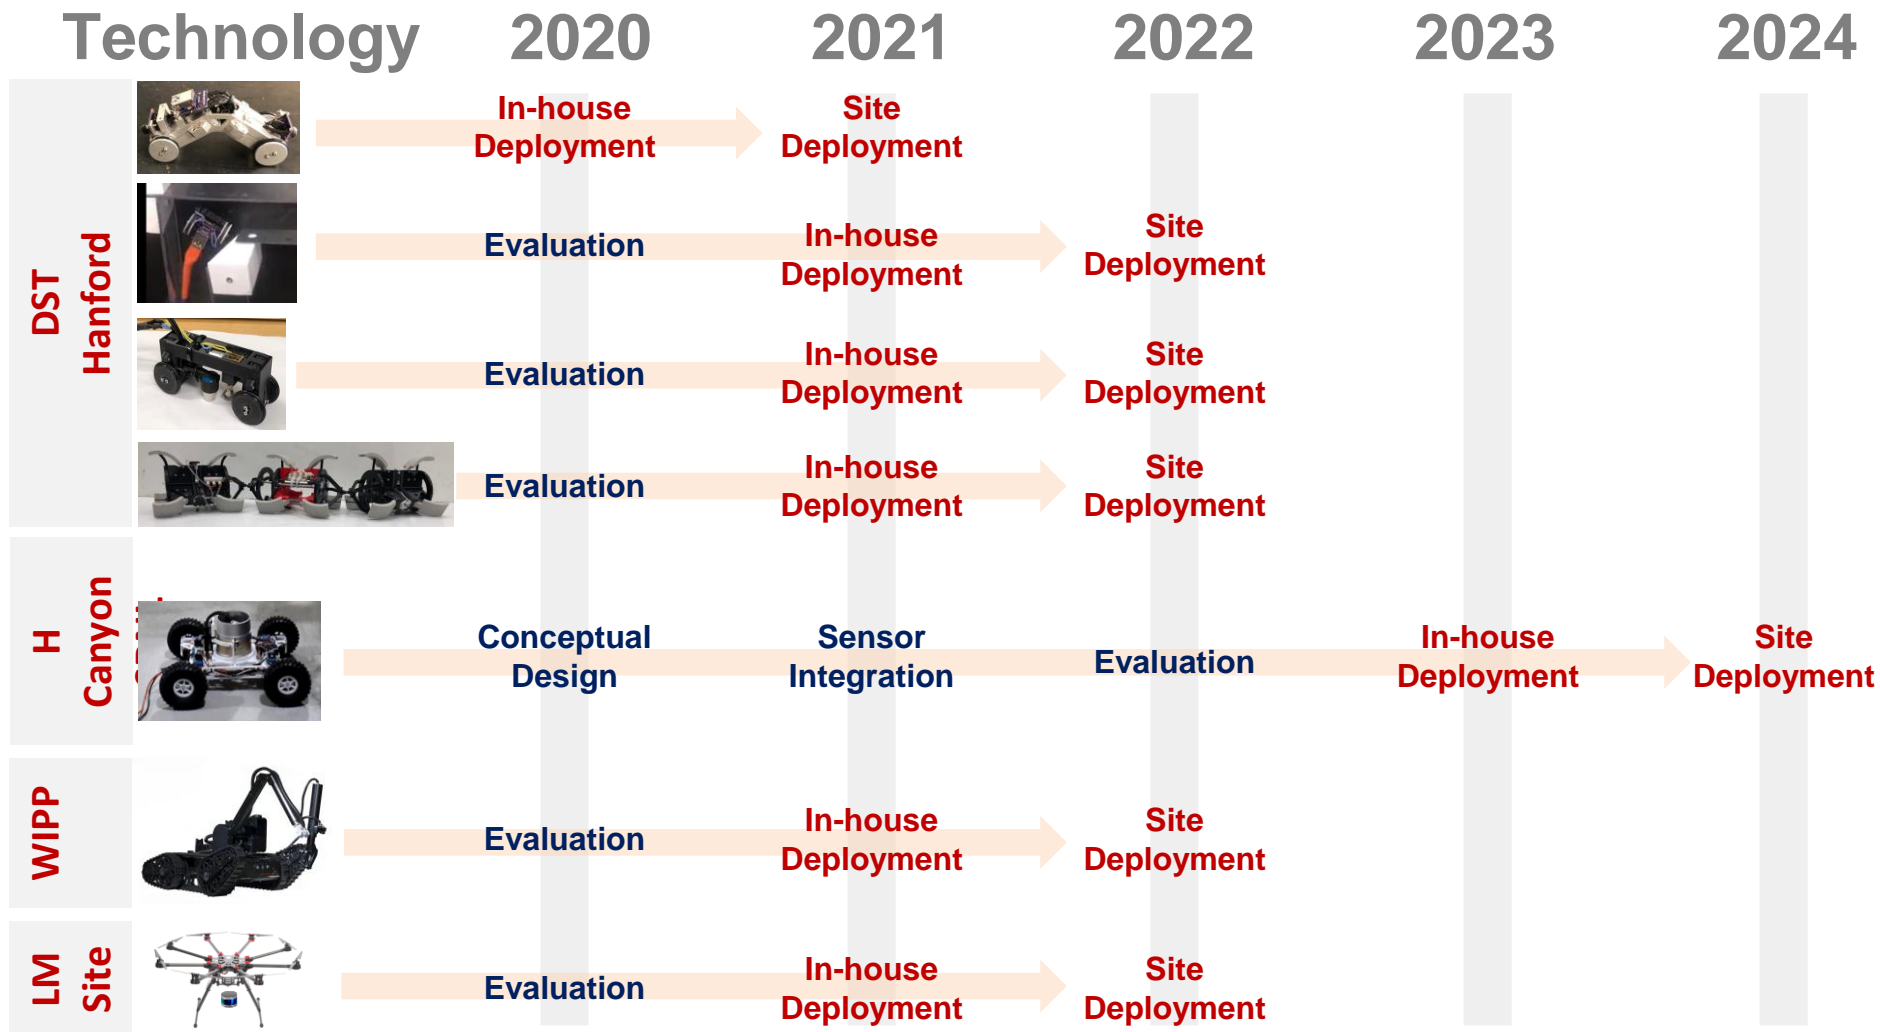 Technology 2020 2021 2022 2023 2024
DST
Hanford
In-house
Deployment
Site
Deployment
Evaluation
In-house
Deployment
Site
Deployment
Evaluation
In-house
Deployment
Site
Deployment
Evaluation
In-house
Deployment
Site
Deployment
H
Canyon
Conceptual
Design
Sensor
Integration
Evaluation
In-house
Deployment
Site
Deployment
WIPP
Evaluation
In-house
Deployment
Site
Deployment
LM
Site
Evaluation
In-house
Deployment
Site
Deployment